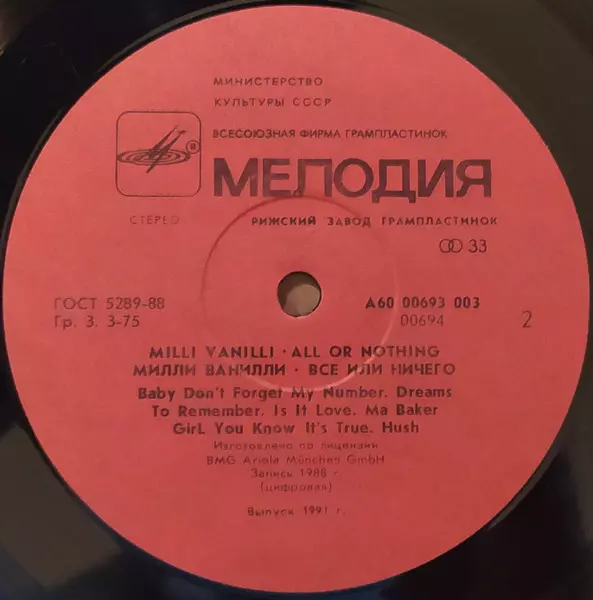 МИНИСТЕРСТВО
КУЛЬТУРЫ СССР
ВСЕСОЮЗНАЯ ФИРМА ГРАМПЛАСТИНОК
®
МЕЛОДИЯ
СТЕРЕО
РИЖСКИЙ ЗАВОД ГРАМПЛАСТИНОК
33
ГОСТ 5289-88
Гр. 3. 3-75
А60 00693 003
00694
2
MILLI VANILLI · ALL OR NOTHING
МИЛЛИ ВАНИЛЛИ · ВСЕ ИЛИ НИЧЕГО
Baby Don't Forget My Number. Dreams
To Remember. Is It Love. Ma Baker
GirL You Know It's True. Hush
Изготовлено по лицензии
BMG Ariola München GmbH
Запись 1988 г.
(цифровая)
Выпуск 1991 г.